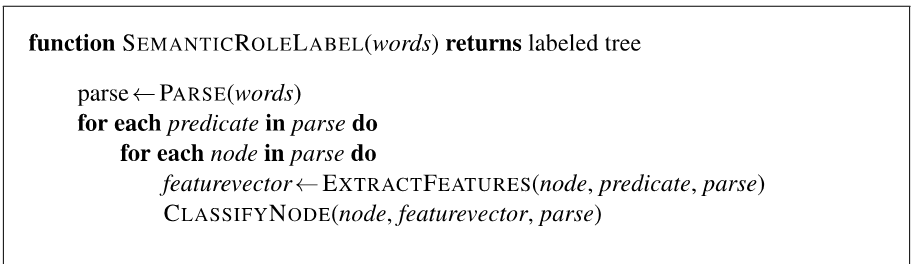 function SEMANTICROLELABEL(words) returns labeled tree
parse←PARSE(words)
for each predicate in parse do
for each node in parse do
featurevector←EXTRACTFEATURES(node, predicate, parse)
CLASSIFYNODE(node, featurevector, parse)